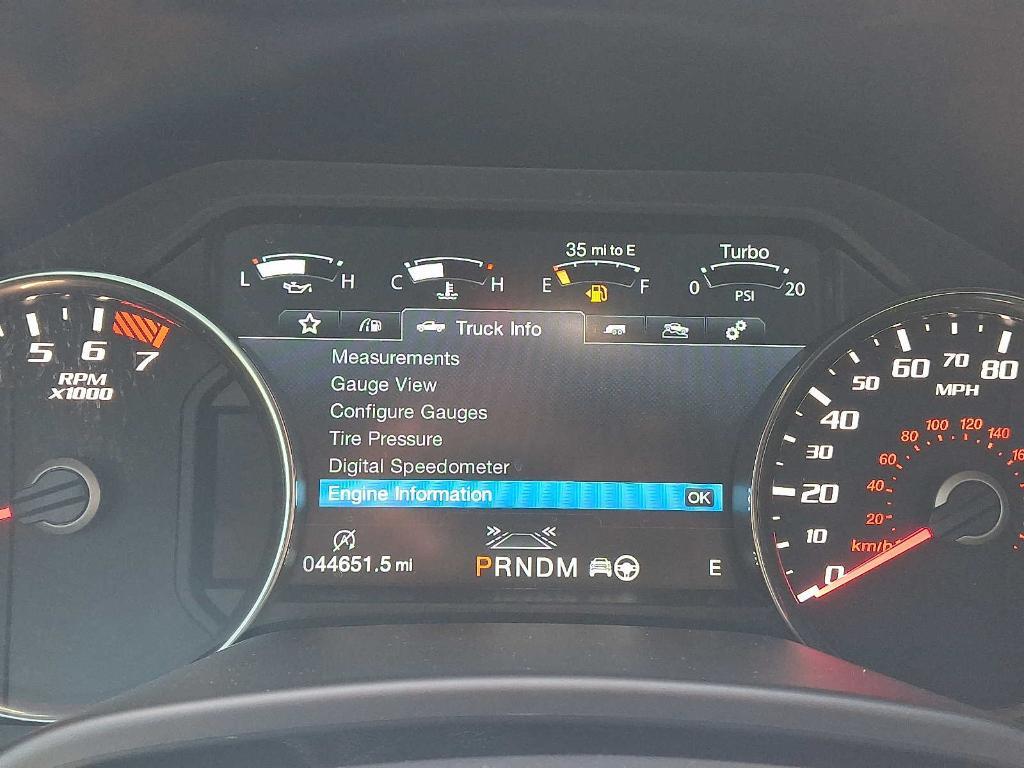 35 mi to E
Turbo
L H
C H
E F
0 20
PSI
Truck Info
Measurements
Gauge View
Configure Gauges
Tire Pressure
Digital Speedometer
Engine Information OK
044651.5 mi
PRNDM
E
5 6 7
RPM
X1000
0 10 20 30 40 50 60 70 80
MPH
20 40 60 80 100 120 140
km/h